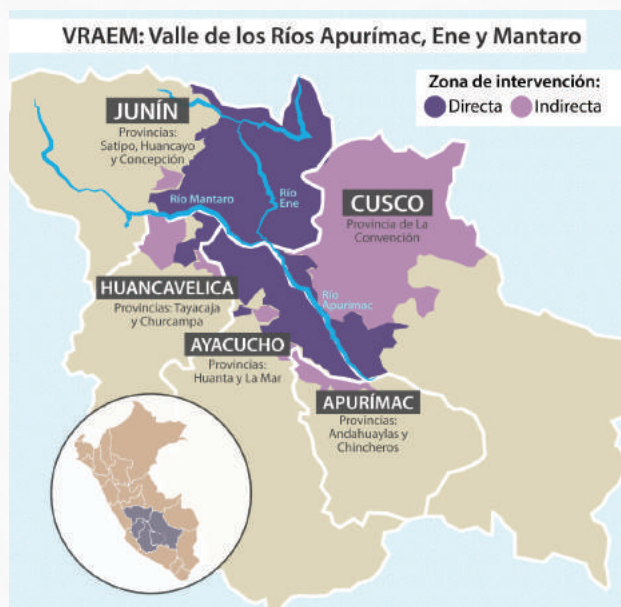 VRAEM: Valle de los Ríos Apurímac, Ene y Mantaro
Zona de intervención:
Directa
Indirecta
JUNÍN
Provincias:
Satipo, Huancayo
y Concepción
Río Mantaro
Río
Ene
CUSCO
Provincia de La
Convención
HUANCAVELICA
Provincias: Tayacaja
y Churcampa
Río
Apurímac
AYACUCHO
Provincias:
Huanta y La Mar
APURÍMAC
Provincias:
Andahuaylas y
Chincheros